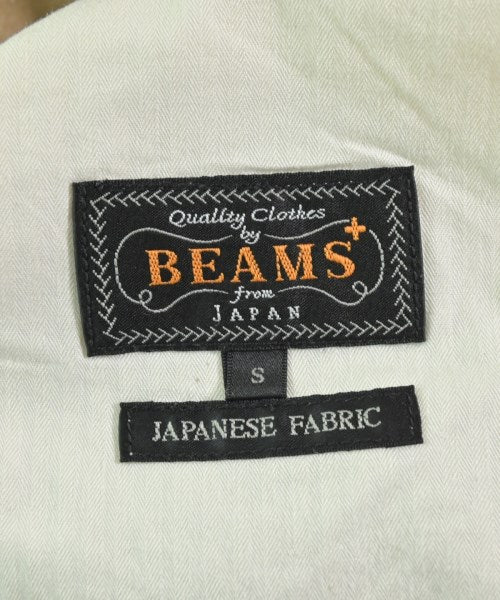 Quality Clothes
by
BEAMS+
from
JAPAN
S
JAPANESE FABRIC